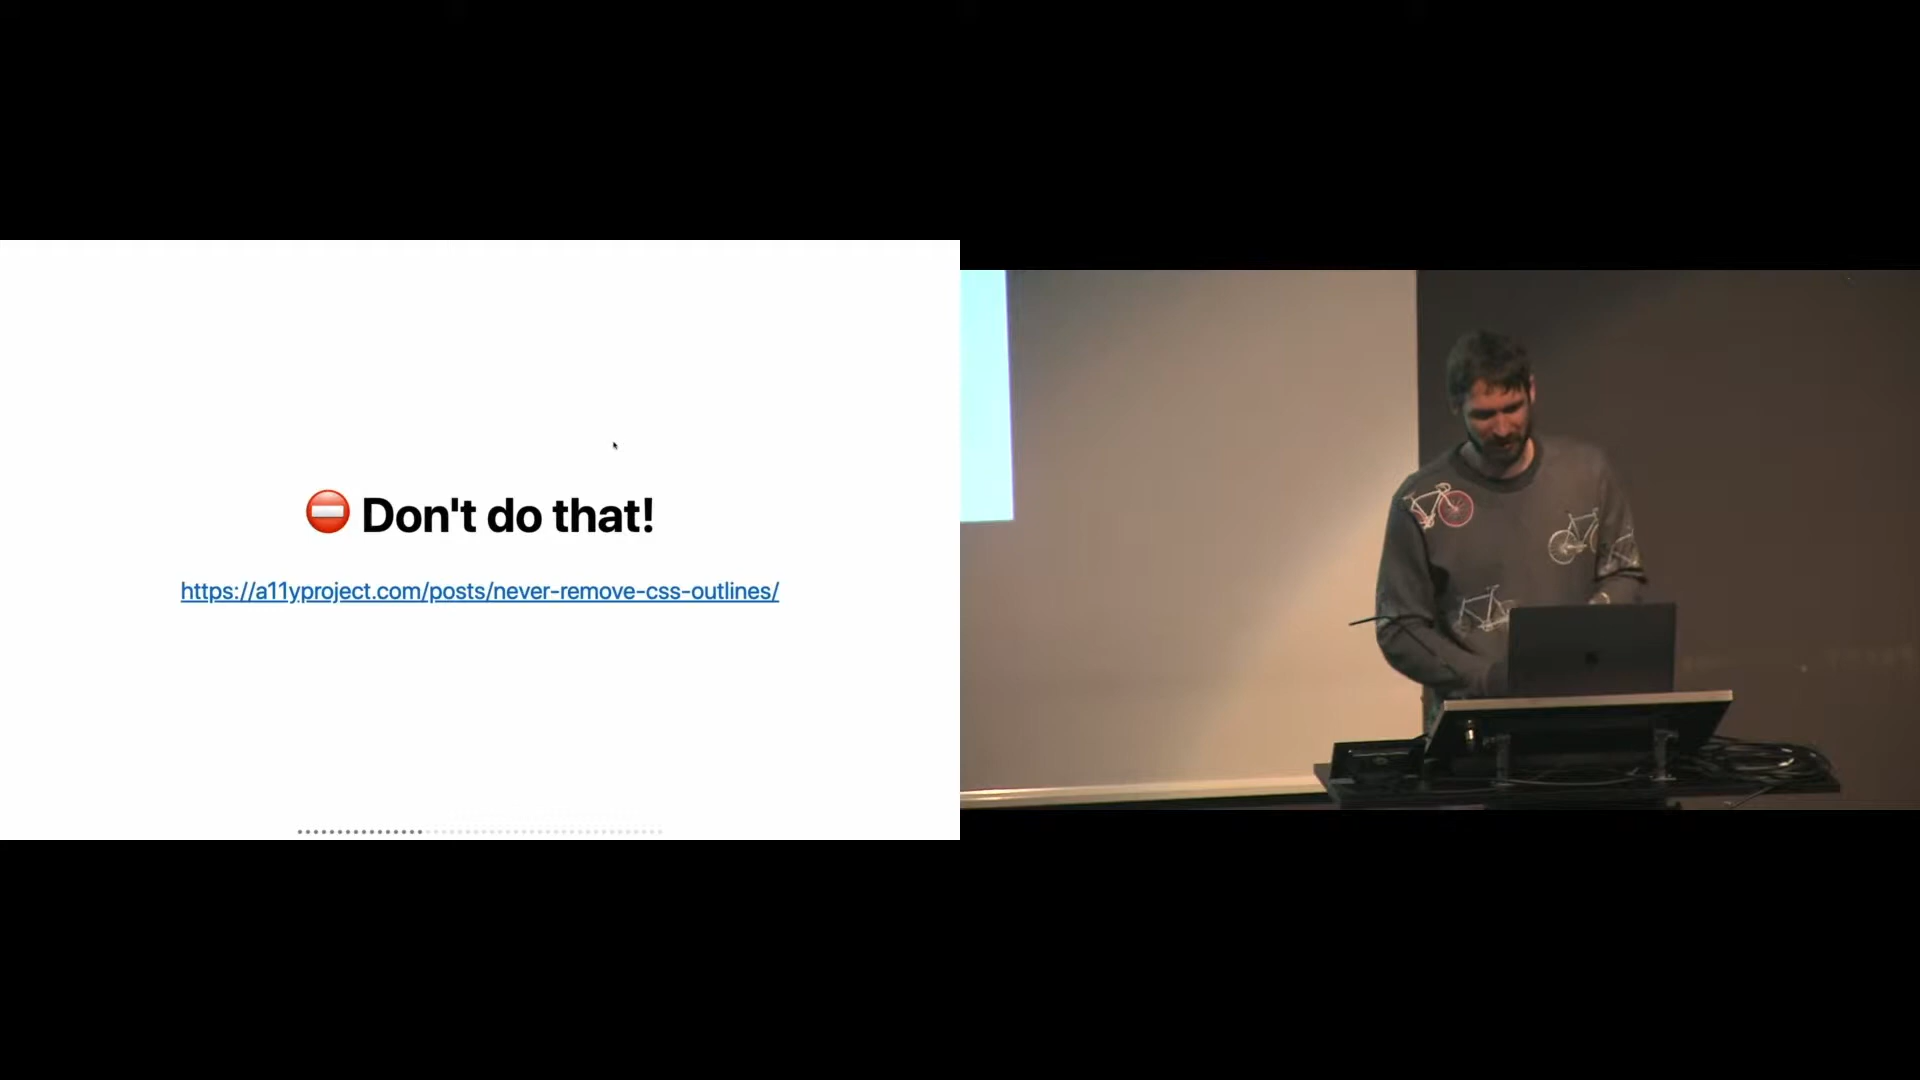 ⛔ Don't do that!
https://a11yproject.com/posts/never-remove-css-outlines/